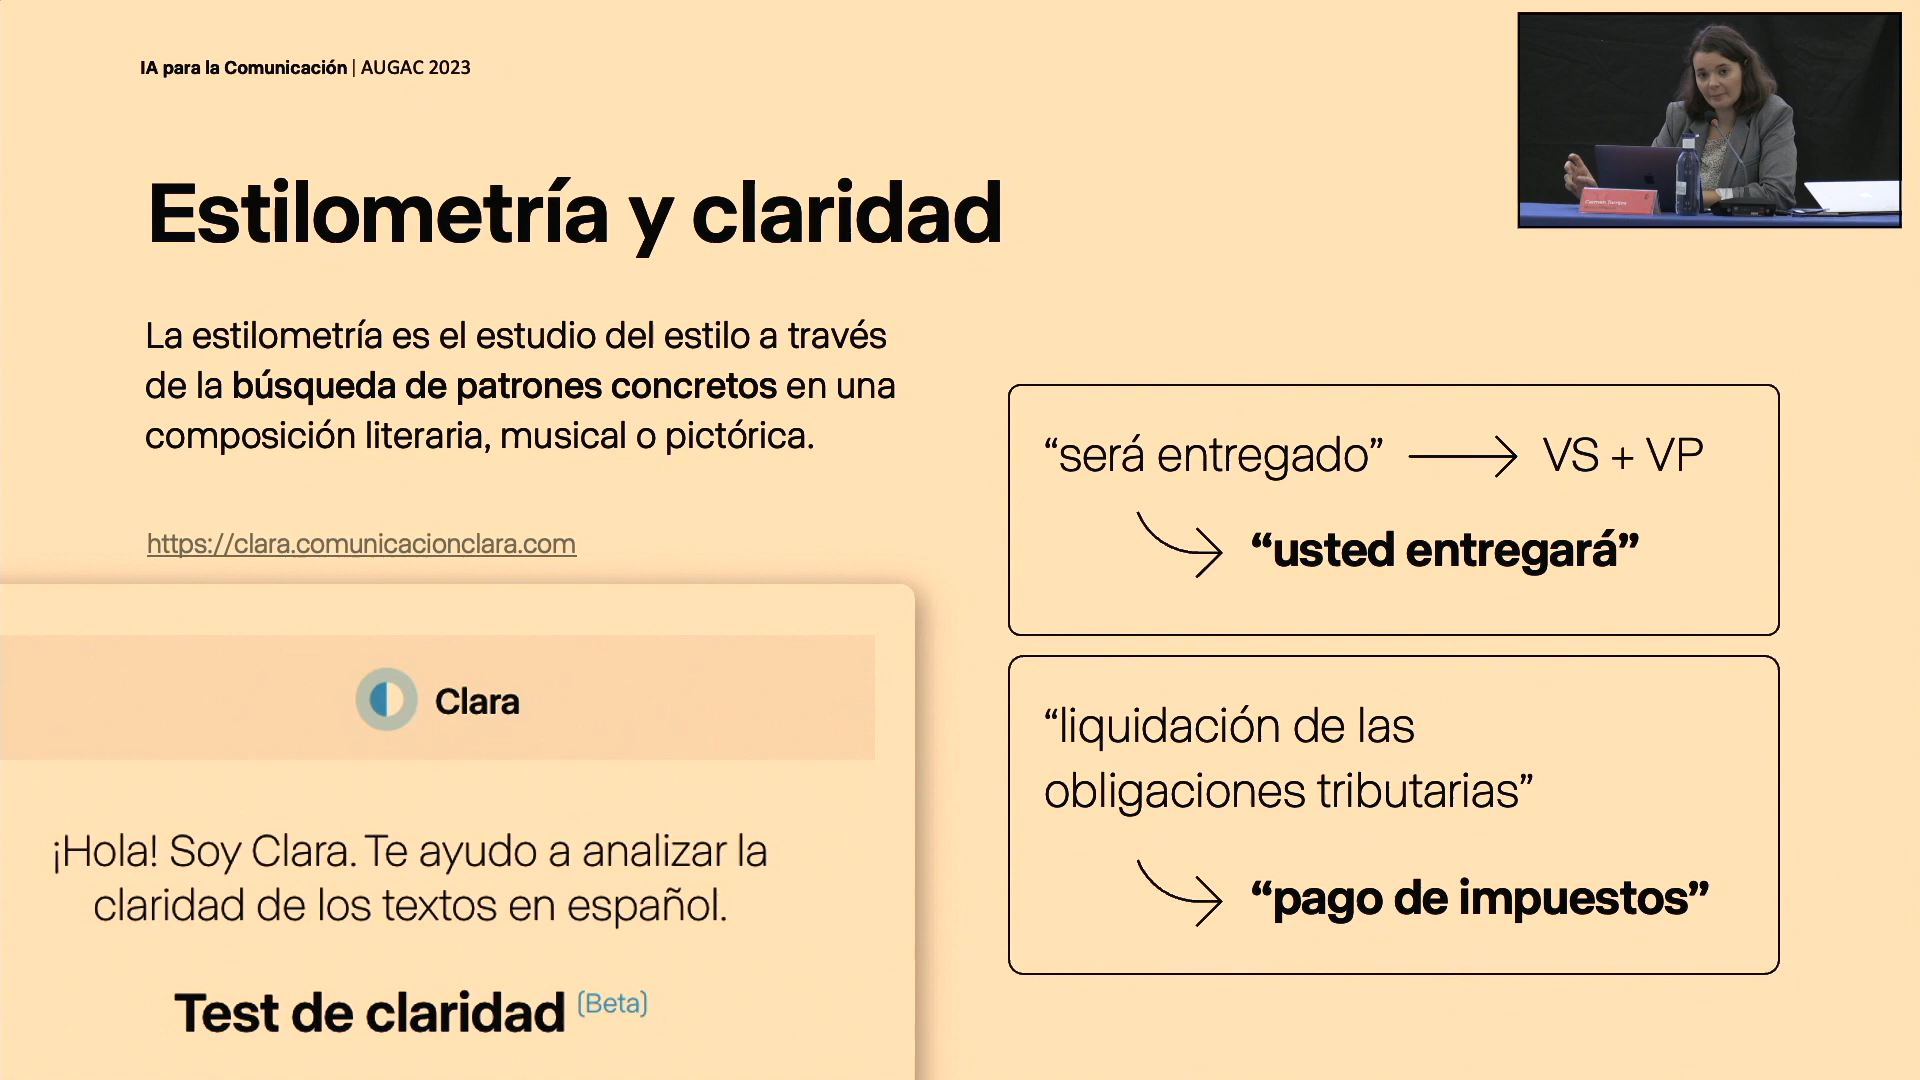 IA para la Comunicación | AUGAC 2023
Estilometría y claridad
La estilometría es el estudio del estilo a través
de la búsqueda de patrones concretos en una
composición literaria, musical o pictórica.
https://clara.comunicacionclara.com
Clara
¡Hola! Soy Clara. Te ayudo a analizar la
claridad de los textos en español.
Test de claridad (Beta)
“será entregado” → VS + VP
“usted entregará”
“liquidación de las
obligaciones tributarias”
“pago de impuestos”